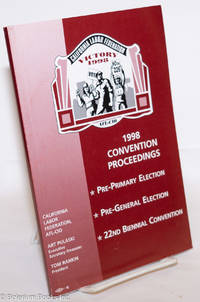 CALIFORNIA LABOR FEDERATION
VICTORY
1998
AFL-CIO
1998
CONVENTION
PROCEEDINGS
★ PRE-PRIMARY ELECTION
★ PRE-GENERAL ELECTION
★ 22ND BIENNIAL CONVENTION
CALIFORNIA
LABOR
FEDERATION,
AFL-CIO
ART PULASKI
Executive
Secretary-Treasurer
TOM RANKIN
President
© Bolerium Books Inc.